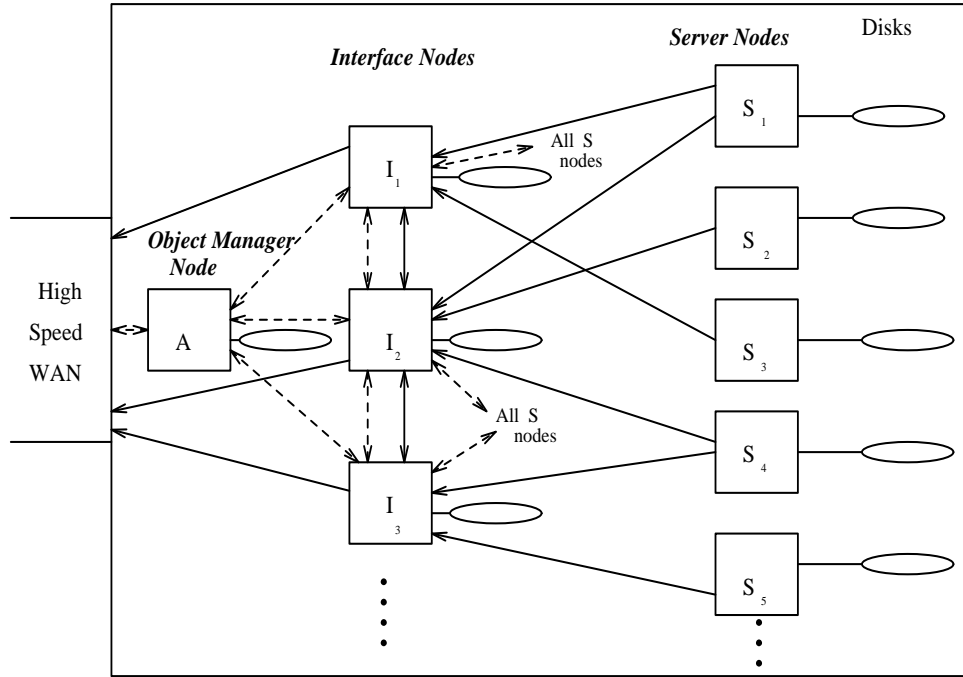 Disks
Server Nodes
Interface Nodes
S 1
All S
nodes
I 1
Object Manager
Node
S 2
High
Speed
WAN
A
I 2
S 3
All S
nodes
S 4
I 3
S 5